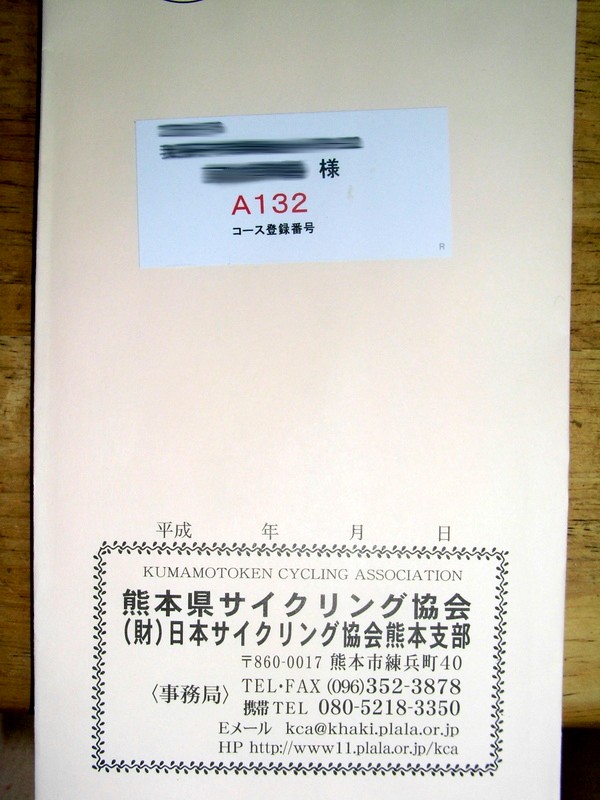 様
A132
コース登録番号
R
平成 年 月 日
KUMAMOTOKEN CYCLING ASSOCIATION
熊本県サイクリング協会
(財)日本サイクリング協会熊本支部
〒860-0017 熊本市練兵町40
〈事務局〉 TEL・FAX (096)352-3878
携帯TEL 080-5218-3350
Eメール kca@khaki.plala.or.jp
HP http://www11.plala.or.jp/kca